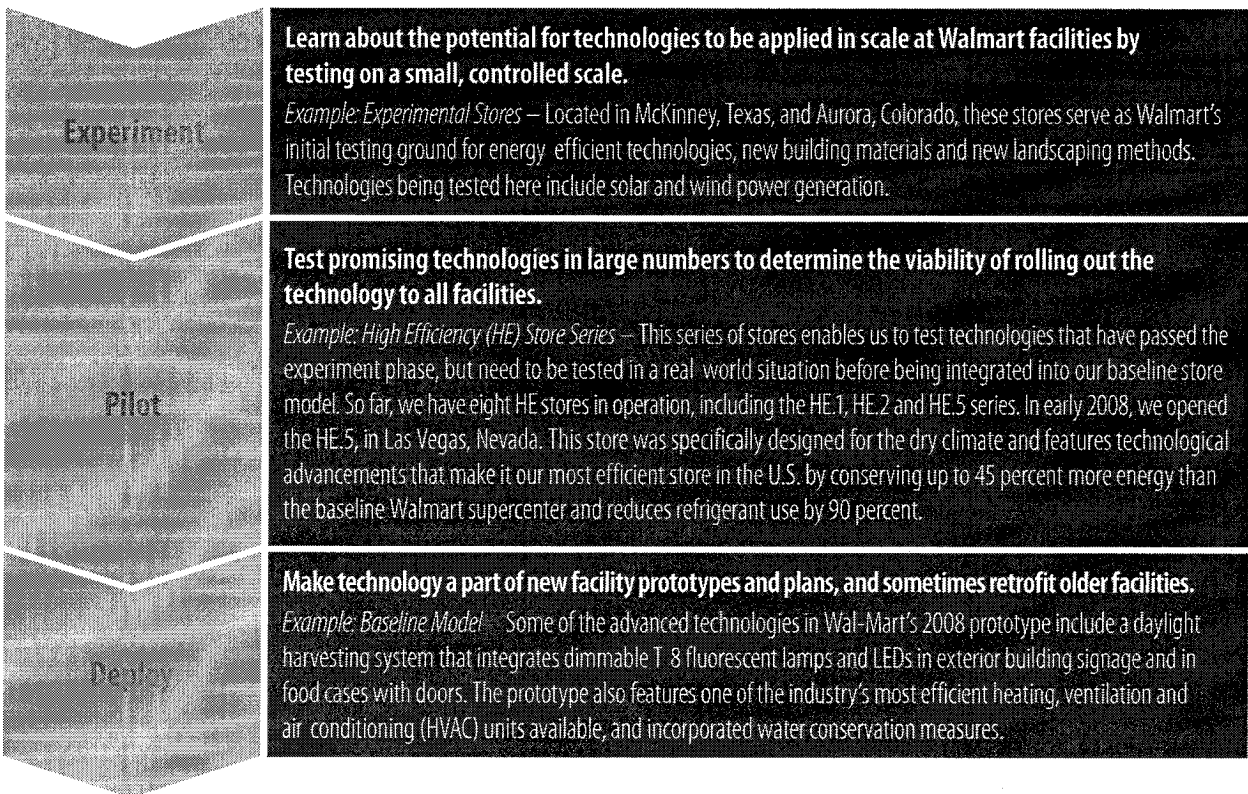 Experiment
Learn about the potential for technologies to be applied in scale at Walmart facilities by
testing on a small, controlled scale.
Example: Experimental Stores – Located in McKinney, Texas, and Aurora, Colorado, these stores serve as Walmart's
initial testing ground for energy efficient technologies, new building materials and new landscaping methods.
Technologies being tested here include solar and wind power generation.
Pilot
Test promising technologies in large numbers to determine the viability of rolling out the
technology to all facilities.
Example: High Efficiency (HE) Store Series – This series of stores enables us to test technologies that have passed the
experiment phase, but need to be tested in a real world situation before being integrated into our baseline store
model. So far, we have eight HE stores in operation, including the HE.1, HE.2 and HE.5 series. In early 2008, we opened
the HE.5, in Las Vegas, Nevada. This store was specifically designed for the dry climate and features technological
advancements that make it our most efficient store in the U.S. by conserving up to 45 percent more energy than
the baseline Walmart supercenter and reduces refrigerant use by 90 percent.
Deploy
Make technology a part of new facility prototypes and plans, and sometimes retrofit older facilities.
Example: Baseline Model Some of the advanced technologies in Wal-Mart's 2008 prototype include a daylight
harvesting system that integrates dimmable T 8 fluorescent lamps and LEDs in exterior building signage and in
food cases with doors. The prototype also features one of the industry's most efficient heating, ventilation and
air conditioning (HVAC) units available, and incorporated water conservation measures.